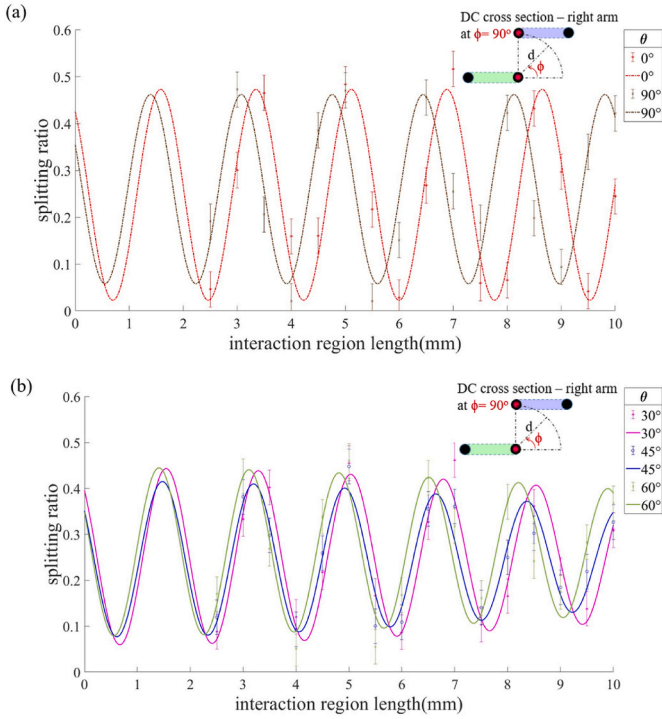 (a)
DC cross section – right arm
at ϕ= 90º
d
ϕ
θ
0°
0°
90°
90°
splitting ratio
0.6
0.5
0.4
0.3
0.2
0.1
0
0 1 2 3 4 5 6 7 8 9 10
interaction region length(mm)
(b)
DC cross section – right arm
at ϕ= 90º
d
ϕ
θ
30°
30°
45°
45°
60°
60°
splitting ratio
0.6
0.5
0.4
0.3
0.2
0.1
0
0 1 2 3 4 5 6 7 8 9 10
interaction region length(mm)